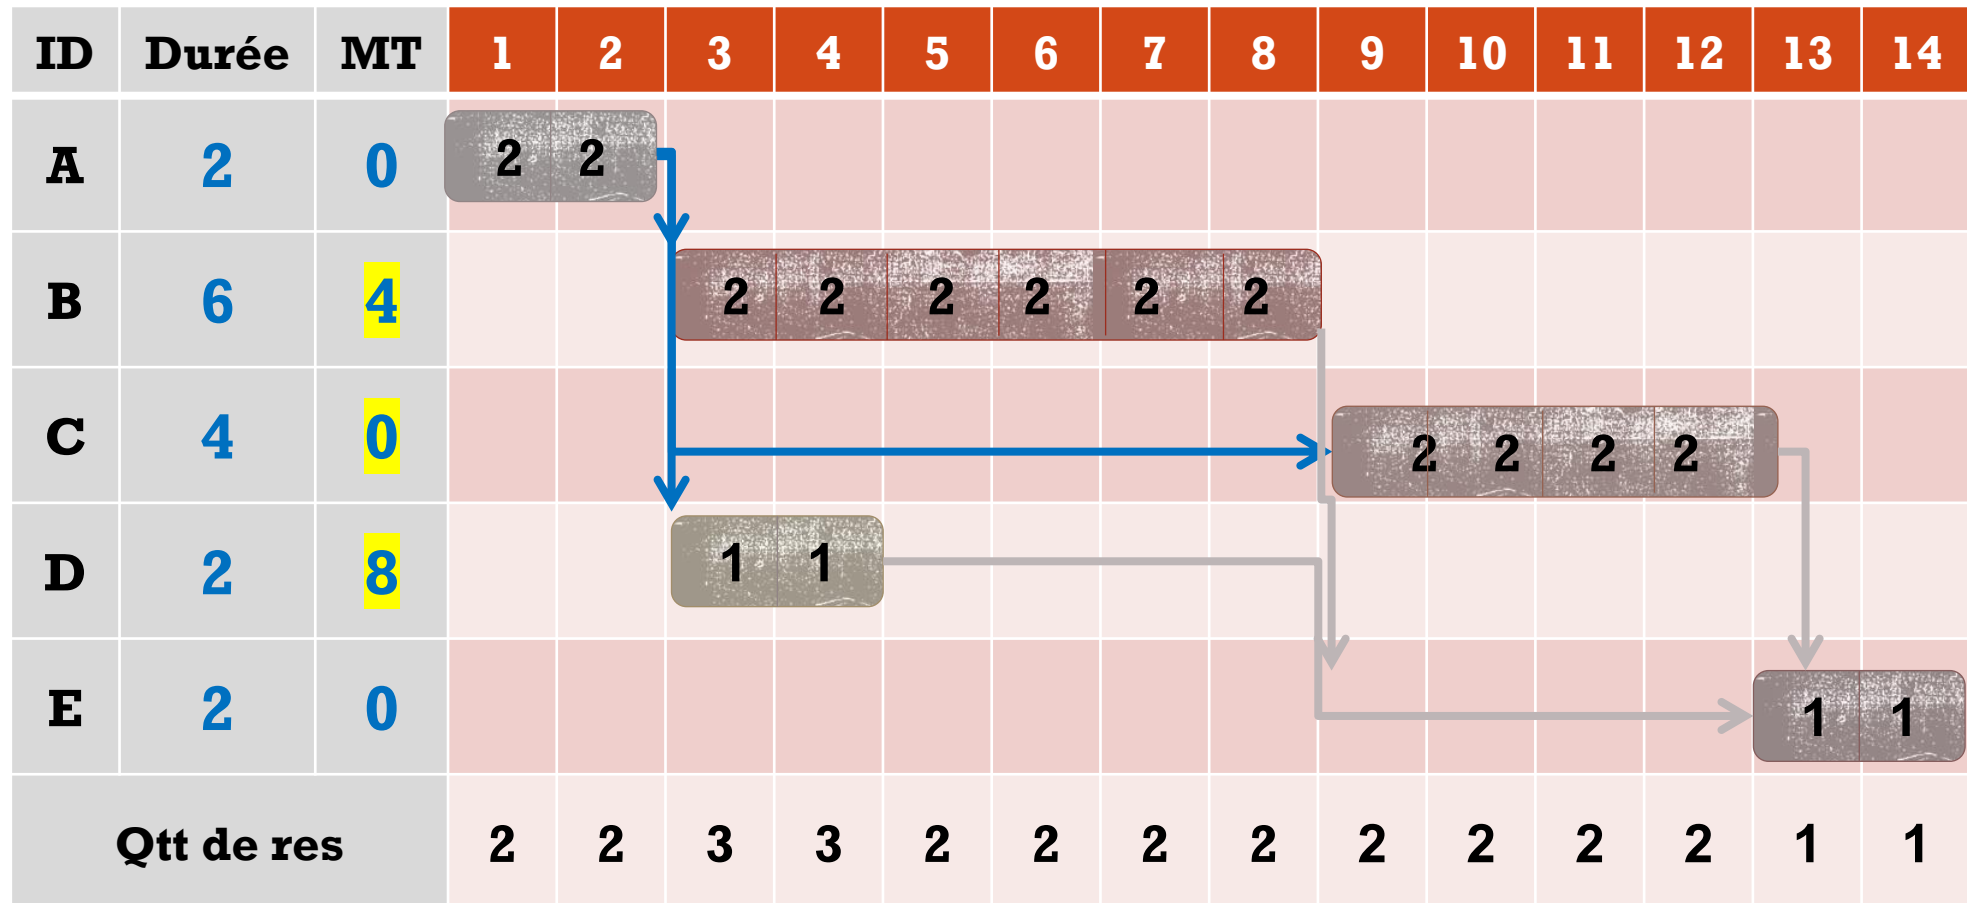 ID Durée MT 1 2 3 4 5 6 7 8 9 10 11 12 13 14
A 2 0 2 2
B 6 4 2 2 2 2 2 2
C 4 0 2 2 2 2
D 2 8 1 1
E 2 0 1 1
Qtt de res 2 2 3 3 2 2 2 2 2 2 2 2 1 1